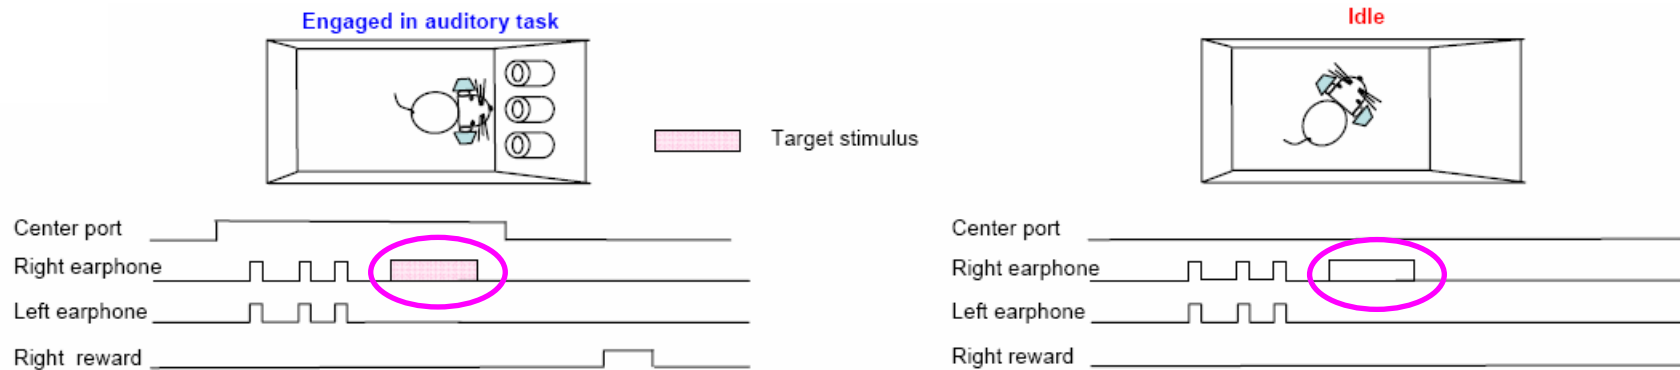 Engaged in auditory task
Idle
Target stimulus
Center port
Right earphone
Left earphone
Right reward
Center port
Right earphone
Left earphone
Right reward